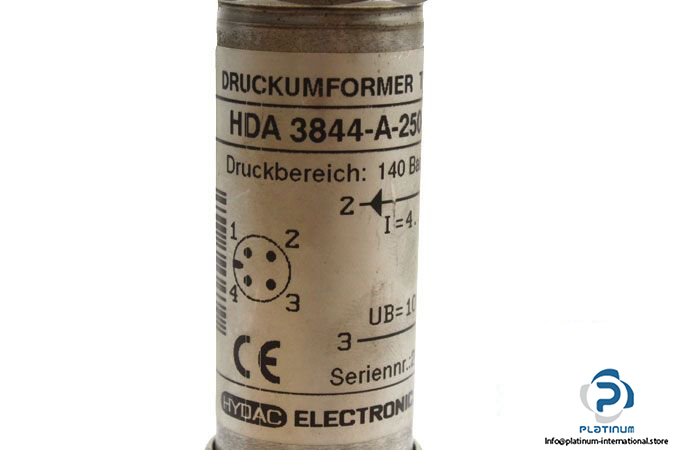 DRUCKUMFORMER T
HDA 3844-A-250
Druckbereich: 140 Ba
2
I=4.
1 2
4 3
UB=10
3
CE
Seriennr.:
HYDAC ELECTRONIC
PLATINUM
info@platinum-international.store